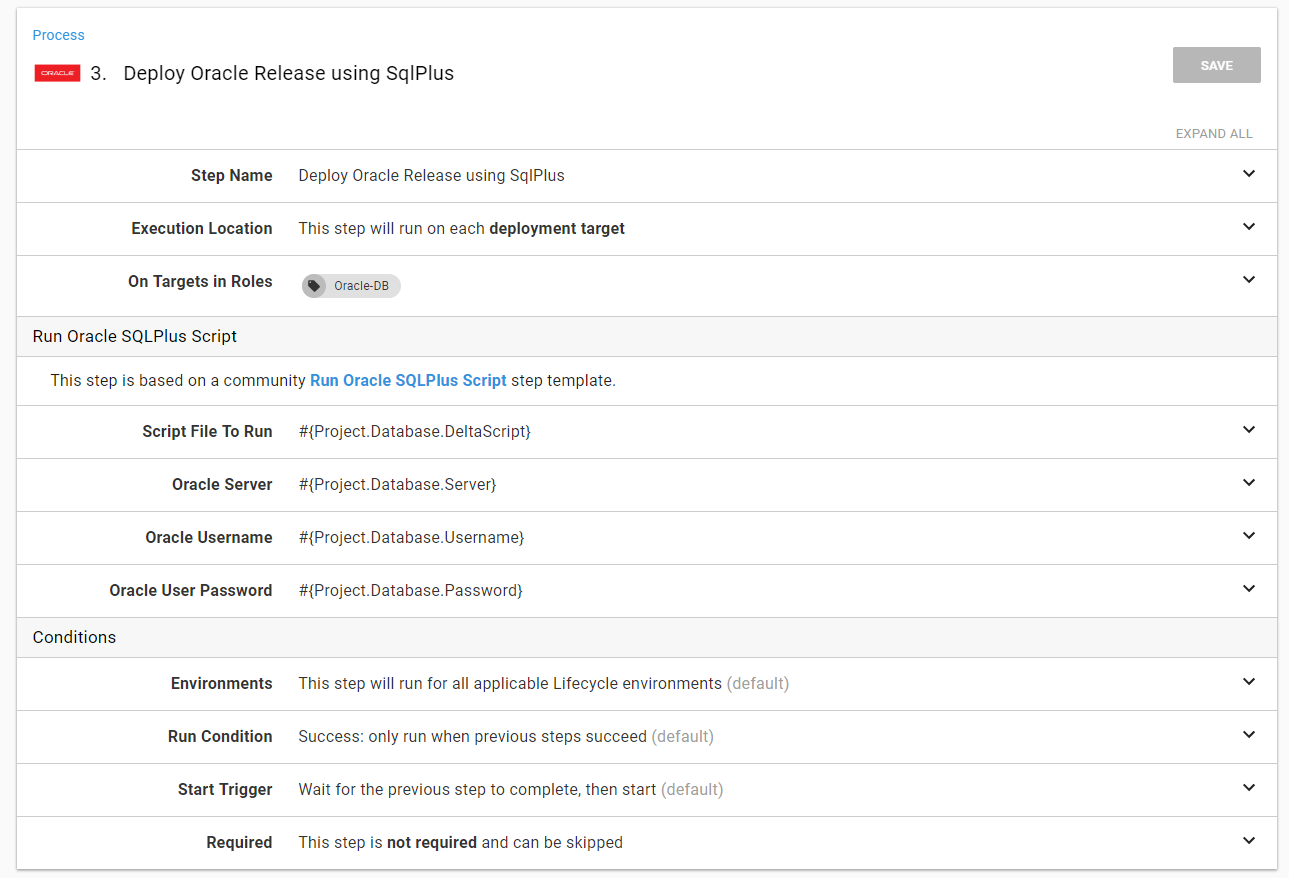 Process
ORACLE 3. Deploy Oracle Release using SqlPlus
SAVE
EXPAND ALL
Step Name Deploy Oracle Release using SqlPlus
Execution Location This step will run on each deployment target
On Targets in Roles Oracle-DB
Run Oracle SQLPlus Script
This step is based on a community Run Oracle SQLPlus Script step template.
Script File To Run #{Project.Database.DeltaScript}
Oracle Server #{Project.Database.Server}
Oracle Username #{Project.Database.Username}
Oracle User Password #{Project.Database.Password}
Conditions
Environments This step will run for all applicable Lifecycle environments (default)
Run Condition Success: only run when previous steps succeed (default)
Start Trigger Wait for the previous step to complete, then start (default)
Required This step is not required and can be skipped